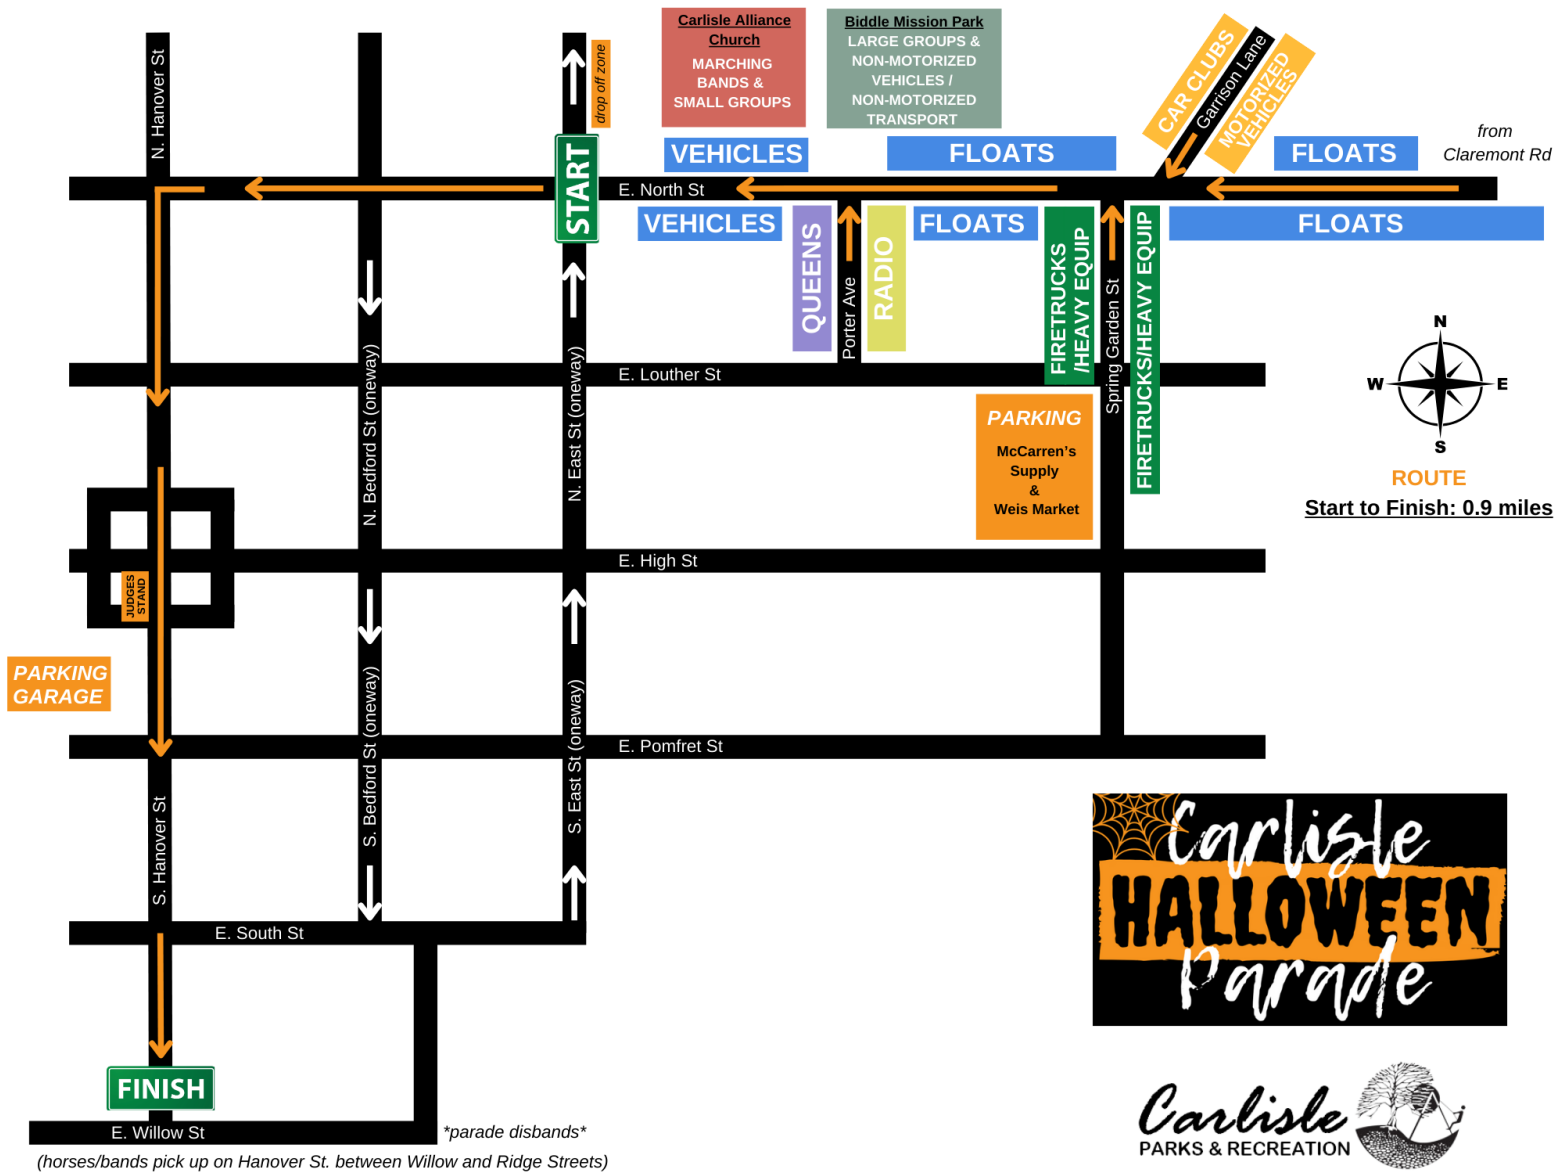 Carlisle Alliance
Church
MARCHING
BANDS &
SMALL GROUPS
Biddle Mission Park
LARGE GROUPS &
NON-MOTORIZED
VEHICLES /
NON-MOTORIZED
TRANSPORT
CAR CLUBS
Garrison Lane
MOTORIZED
VEHICLES
N. Hanover St
drop off zone
VEHICLES
FLOATS
FLOATS
from
Claremont Rd
START
E. North St
VEHICLES
QUEENS
Porter Ave
RADIO
FLOATS
FIRETRUCKS
/HEAVY EQUIP
Spring Garden St
FIRETRUCKS/HEAVY EQUIP
FLOATS
N. Bedford St (oneway)
N. East St (oneway)
E. Louther St
PARKING
McCarren's
Supply
&
Weis Market
N
W
E
S
ROUTE
Start to Finish: 0.9 miles
E. High St
JUDGES
STAND
PARKING
GARAGE
S. Bedford St (oneway)
S. East St (oneway)
E. Pomfret St
S. Hanover St
E. South St
Carlisle
HALLOWEEN
Parade
FINISH
E. Willow St
*parade disbands*
(horses/bands pick up on Hanover St. between Willow and Ridge Streets)
Carlisle
PARKS & RECREATION